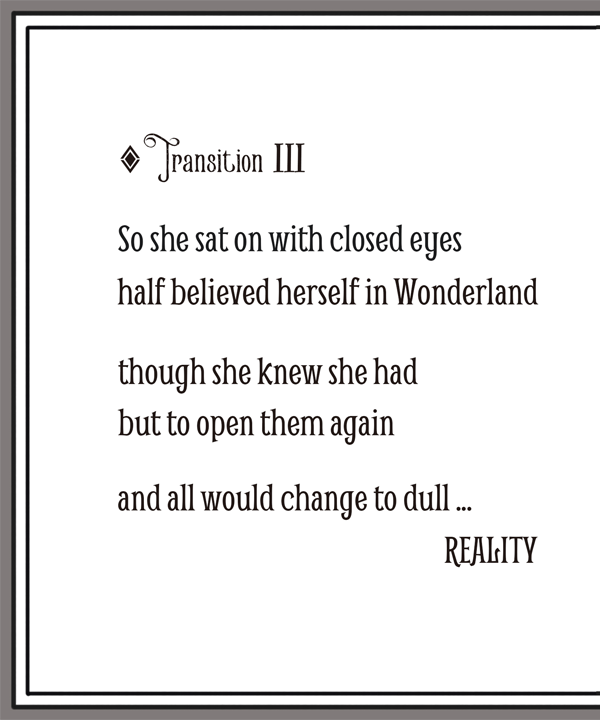 Transition III
So she sat on with closed eyes
half believed herself in Wonderland
though she knew she had
but to open them again
and all would change to dull ...
REALITY